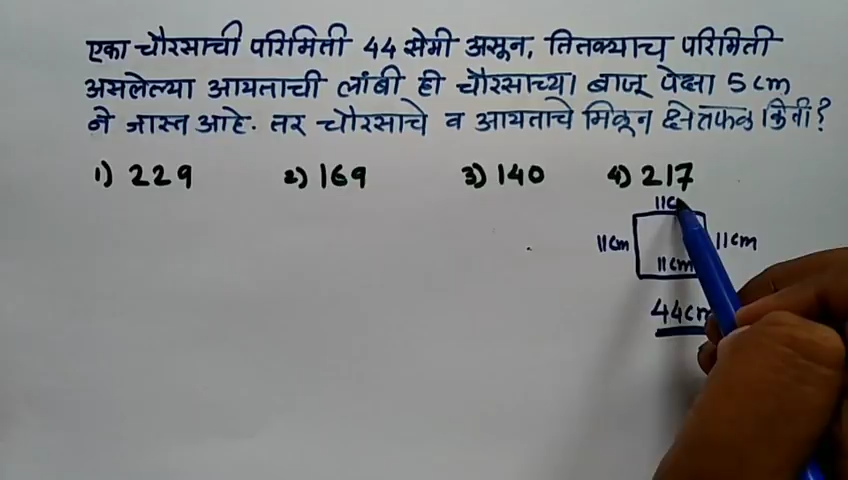 एका चौरसाची परिमिती 44 सेमी असून, तितक्याच परिमिती
असलेल्या आयताची लांबी ही चौरसाच्या बाजू पेक्षा 5 cm
ने जास्त आहे. तर चौरसाचे व आयताचे मिळून क्षेत्रफळ किती?
1) 229 2) 169 3) 140 4) 217
11c
11cm 11cm
11cm
44cm